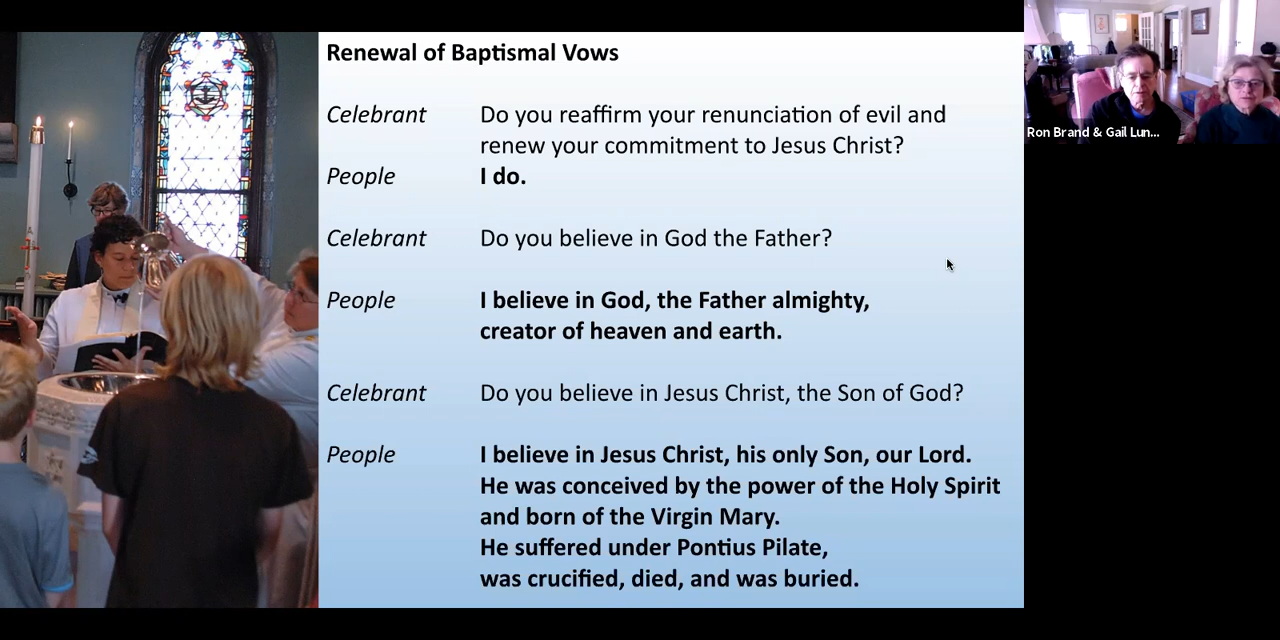 Renewal of Baptismal Vows
Celebrant Do you reaffirm your renunciation of evil and
renew your commitment to Jesus Christ?
People I do.
Celebrant Do you believe in God the Father?
People I believe in God, the Father almighty,
creator of heaven and earth.
Celebrant Do you believe in Jesus Christ, the Son of God?
People I believe in Jesus Christ, his only Son, our Lord.
He was conceived by the power of the Holy Spirit
and born of the Virgin Mary.
He suffered under Pontius Pilate,
was crucified, died, and was buried.
Ron Brand & Gail Lun...